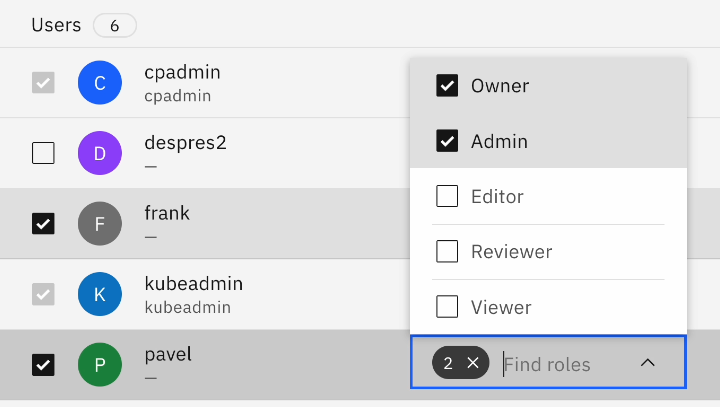 Users 6
C cpadmin
cpadmin
D despres2
—
F frank
—
K kubeadmin
kubeadmin
P pavel
—
Owner
Admin
Editor
Reviewer
Viewer
2 Find roles